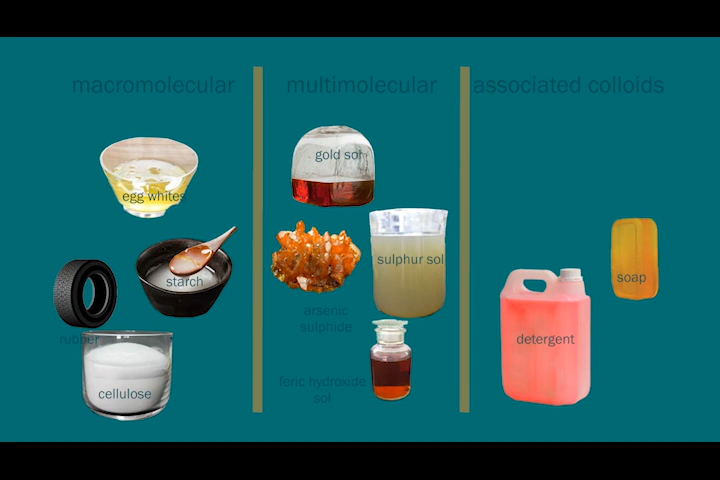 macromolecular
multimolecular
associated colloids
egg whites
starch
rubber
cellulose
gold sol
sulphur sol
arsenic
sulphide
feric hydroxide
sol
detergent
soap